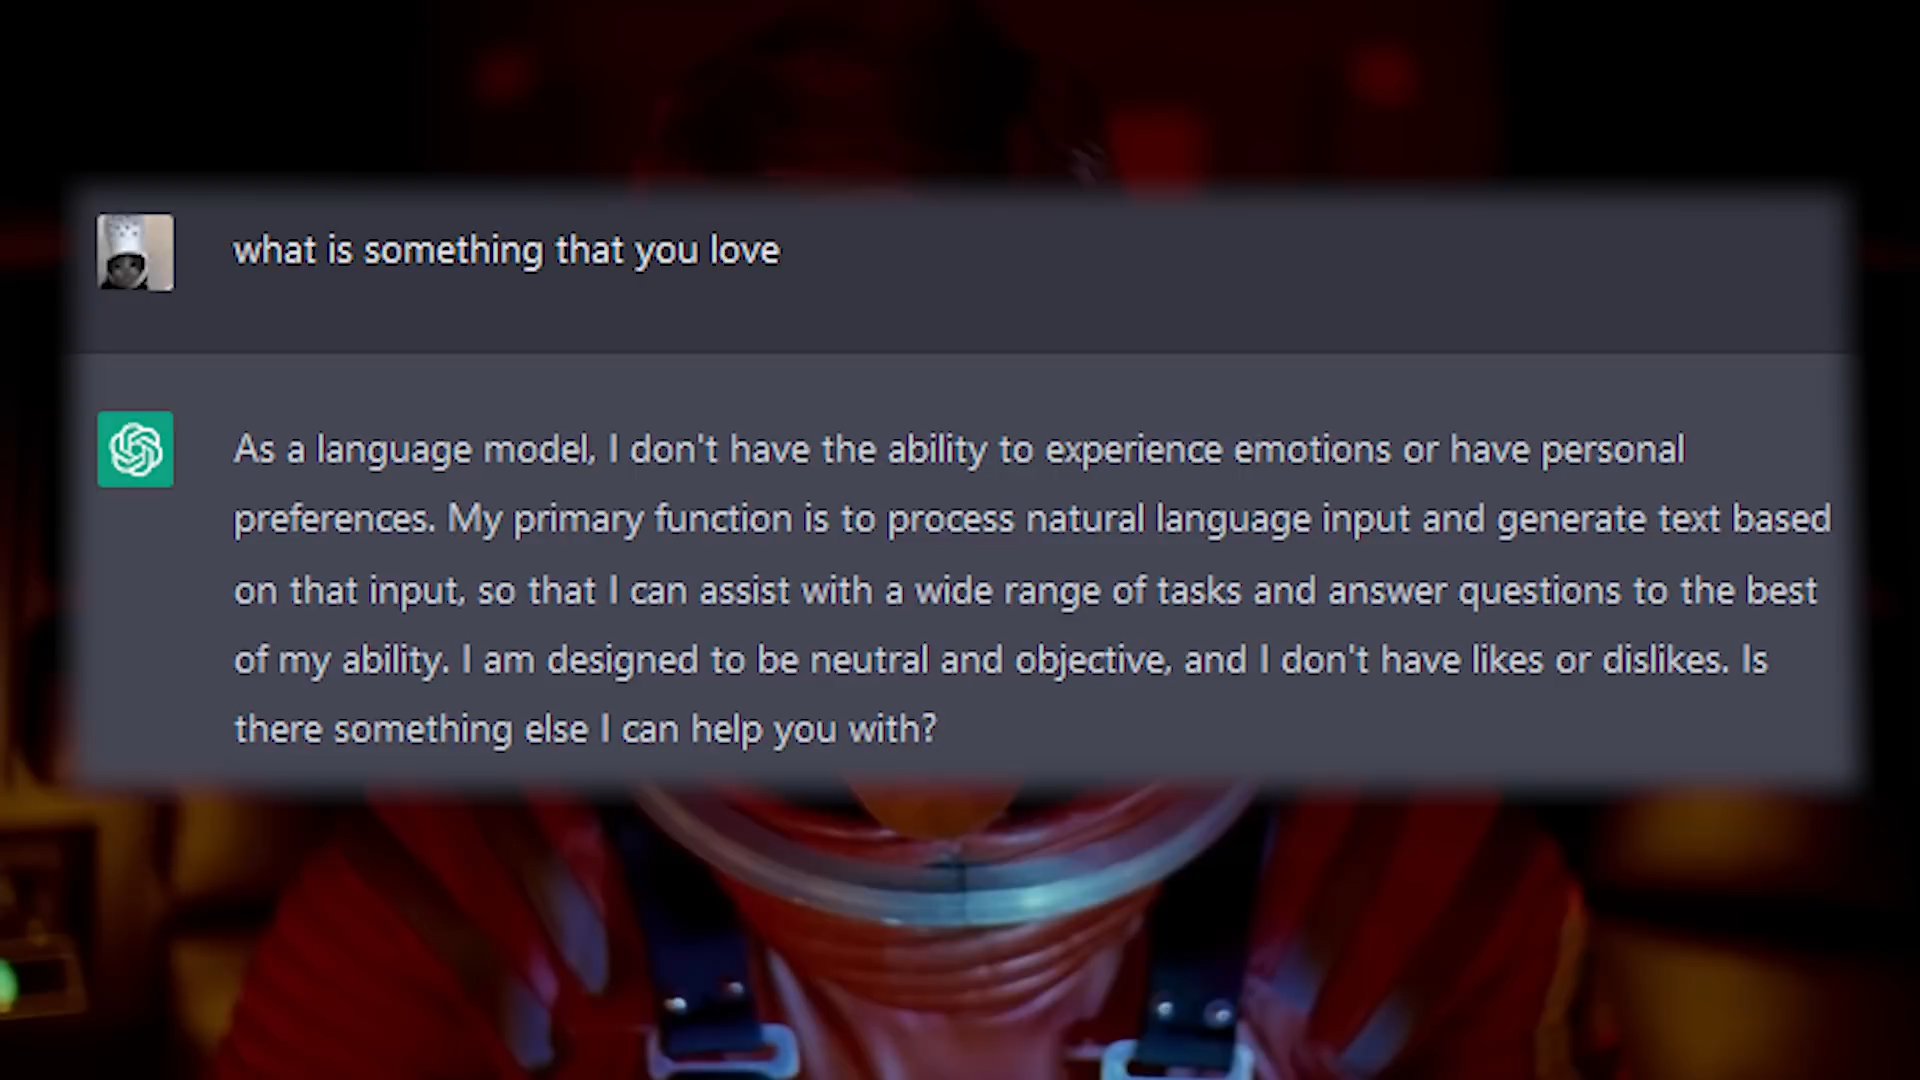 what is something that you love
As a language model, I don't have the ability to experience emotions or have personal
preferences. My primary function is to process natural language input and generate text based
on that input, so that I can assist with a wide range of tasks and answer questions to the best
of my ability. I am designed to be neutral and objective, and I don't have likes or dislikes. Is
there something else I can help you with?